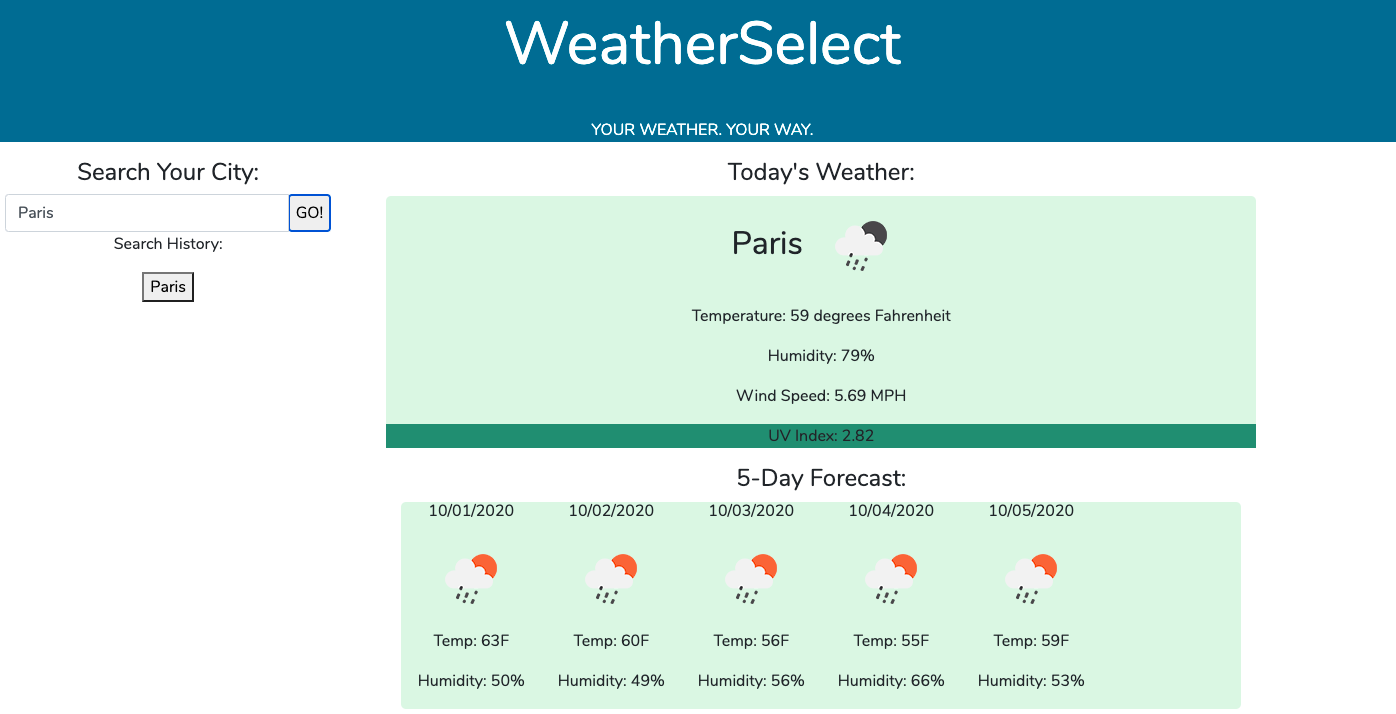 WeatherSelect
YOUR WEATHER. YOUR WAY.
Search Your City:
Paris GO!
Search History:
Paris
Today's Weather:
Paris
Temperature: 59 degrees Fahrenheit
Humidity: 79%
Wind Speed: 5.69 MPH
UV Index: 2.82
5-Day Forecast:
10/01/2020 10/02/2020 10/03/2020 10/04/2020 10/05/2020
Temp: 63F Temp: 60F Temp: 56F Temp: 55F Temp: 59F
Humidity: 50% Humidity: 49% Humidity: 56% Humidity: 66% Humidity: 53%